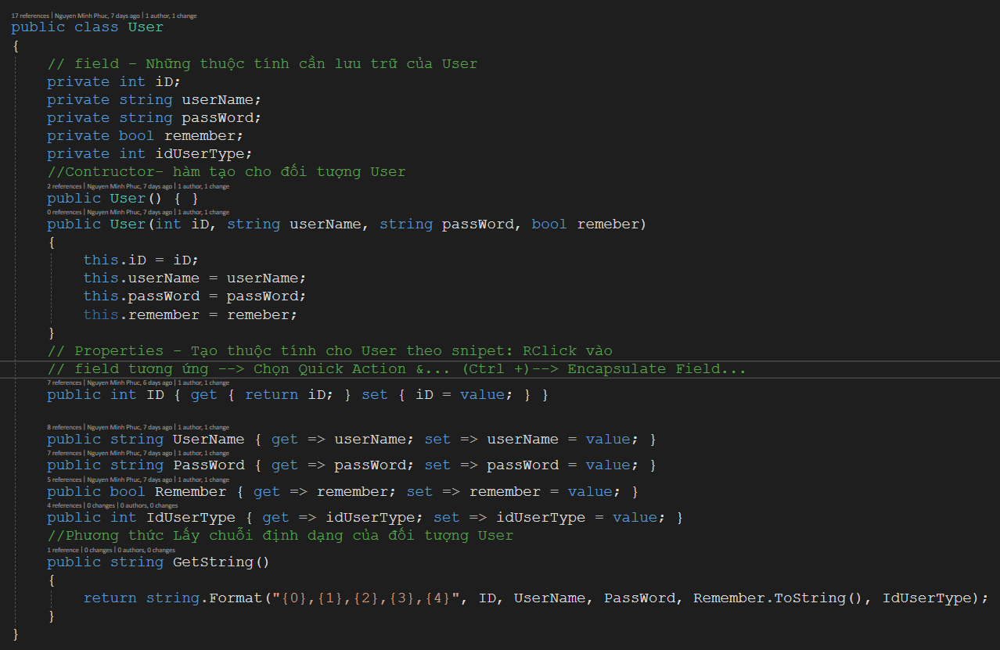 17 references | Nguyen Minh Phuc, 7 days ago | 1 author, 1 change
public class User
{
// field - Những thuộc tính cần lưu trữ của User
private int iD;
private string userName;
private string passWord;
private bool remember;
private int idUserType;
//Contructor- hàm tạo cho đối tượng User
2 references | Nguyen Minh Phuc, 7 days ago | 1 author, 1 change
public User() { }
0 references | Nguyen Minh Phuc, 7 days ago | 1 author, 1 change
public User(int iD, string userName, string passWord, bool remeber)
{
this.iD = iD;
this.userName = userName;
this.passWord = passWord;
this.remember = remeber;
}
// Properties - Tạo thuộc tính cho User theo snipet: RClick vào
// field tương ứng --> Chọn Quick Action &... (Ctrl +)--> Encapsulate Field...
7 references | Nguyen Minh Phuc, 6 days ago | 1 author, 1 change
public int ID { get { return iD; } set { iD = value; } }
8 references | Nguyen Minh Phuc, 7 days ago | 1 author, 1 change
public string UserName { get => userName; set => userName = value; }
7 references | Nguyen Minh Phuc, 7 days ago | 1 author, 1 change
public string PassWord { get => passWord; set => passWord = value; }
5 references | Nguyen Minh Phuc, 7 days ago | 1 author, 1 change
public bool Remember { get => remember; set => remember = value; }
4 references | 0 changes | 0 authors, 0 changes
public int IdUserType { get => idUserType; set => idUserType = value; }
//Phương thức Lấy chuỗi định dạng của đối tượng User
1 reference | 0 changes | 0 authors, 0 changes
public string GetString()
{
return string.Format("{0},{1},{2},{3},{4}", ID, UserName, PassWord, Remember.ToString(), IdUserType);
}
}